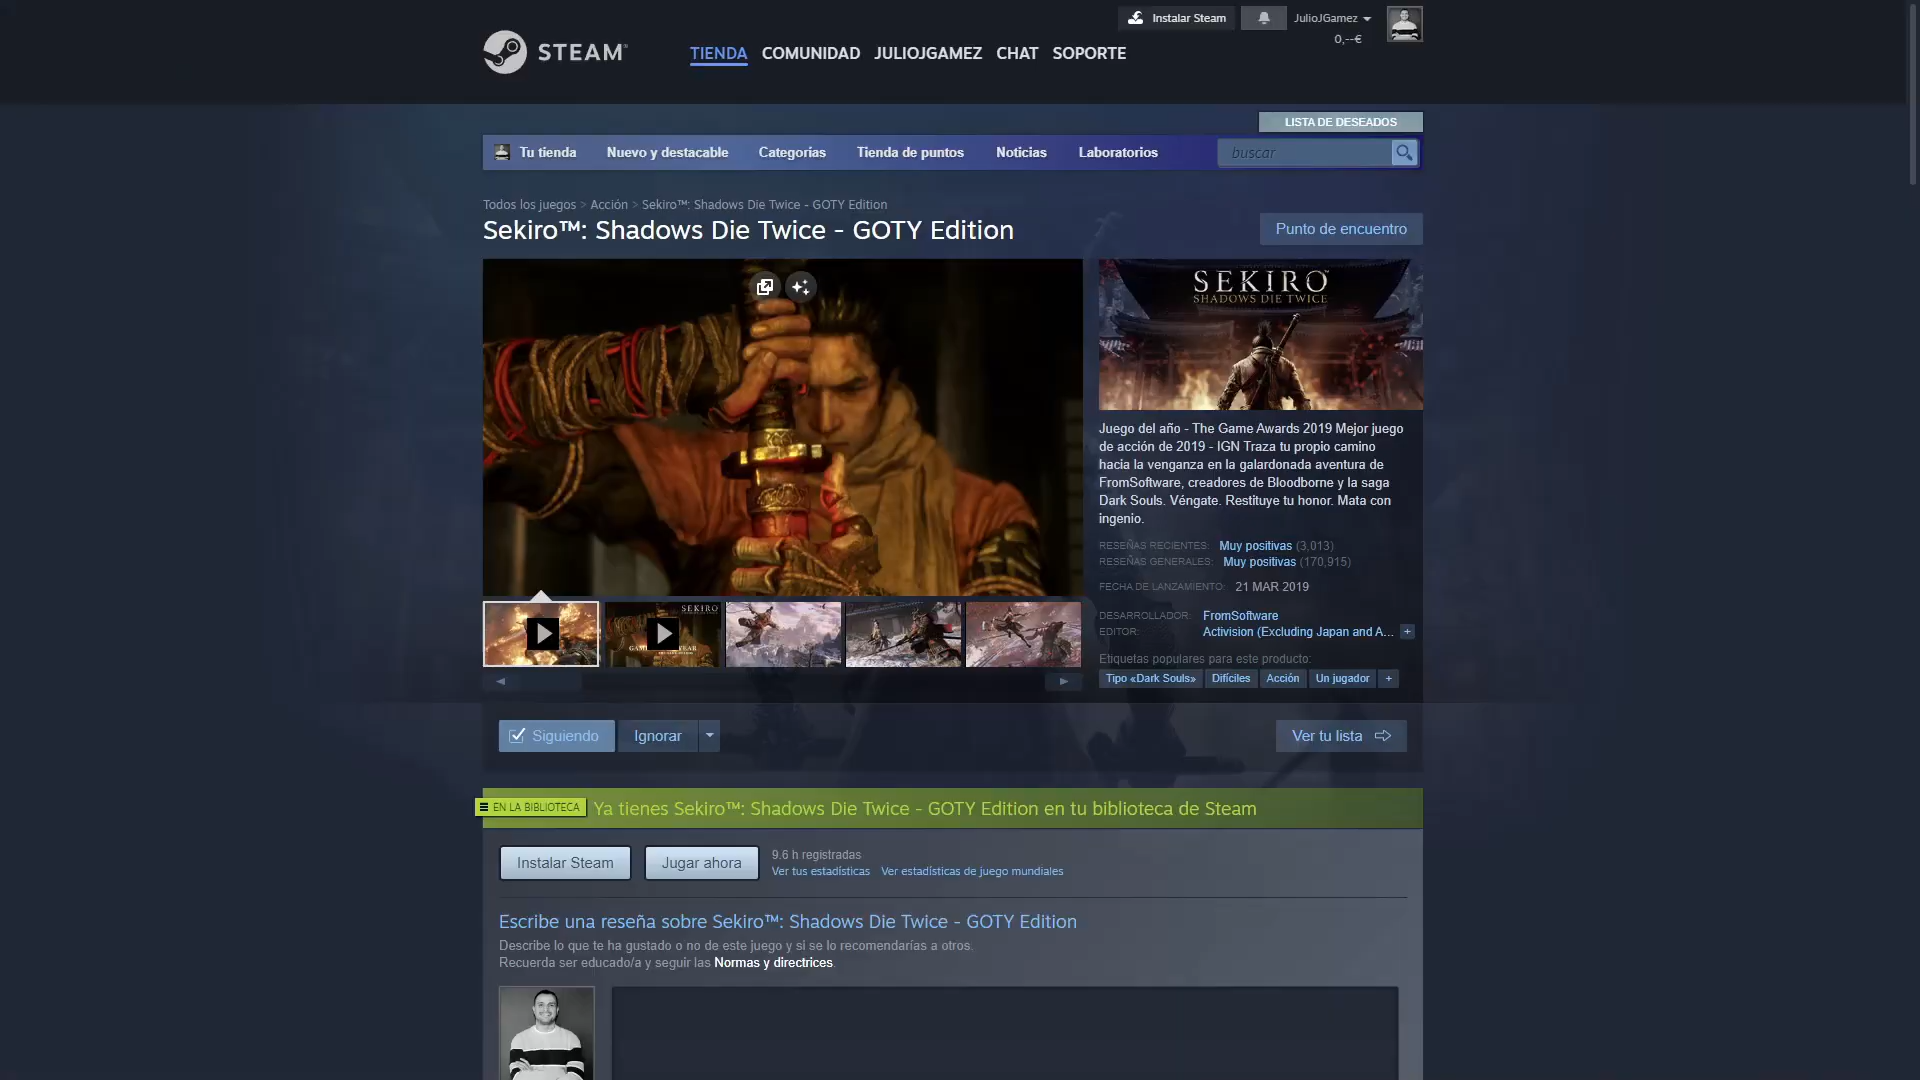 Instalar Steam
JulioJGamez
0,--€
STEAM
TIENDA
COMUNIDAD
JULIOJGAMEZ
CHAT
SOPORTE
LISTA DE DESEADOS
Tu tienda
Nuevo y destacable
Categorías
Tienda de puntos
Noticias
Laboratorios
buscar
Todos los juegos > Acción > Sekiro™: Shadows Die Twice - GOTY Edition
Sekiro™: Shadows Die Twice - GOTY Edition
Punto de encuentro
SEKIRO™
SHADOWS DIE TWICE
Juego del año - The Game Awards 2019 Mejor juego
de acción de 2019 - IGN Traza tu propio camino
hacia la venganza en la galardonada aventura de
FromSoftware, creadores de Bloodborne y la saga
Dark Souls. Véngate. Restituye tu honor. Mata con
ingenio.
RESEÑAS RECIENTES: Muy positivas (3,013)
RESEÑAS GENERALES: Muy positivas (170,915)
FECHA DE LANZAMIENTO: 21 MAR 2019
DESARROLLADOR: FromSoftware
EDITOR: Activision (Excluding Japan and A... +
Etiquetas populares para este producto:
Tipo «Dark Souls» Difíciles Acción Un jugador +
SEKIRO
Siguiendo
Ignorar
Ver tu lista
EN LA BIBLIOTECA
Ya tienes Sekiro™: Shadows Die Twice - GOTY Edition en tu biblioteca de Steam
Instalar Steam
Jugar ahora
9.6 h registradas
Ver tus estadísticas Ver estadísticas de juego mundiales
Escribe una reseña sobre Sekiro™: Shadows Die Twice - GOTY Edition
Describe lo que te ha gustado o no de este juego y si se lo recomendarías a otros.
Recuerda ser educado/a y seguir las Normas y directrices.